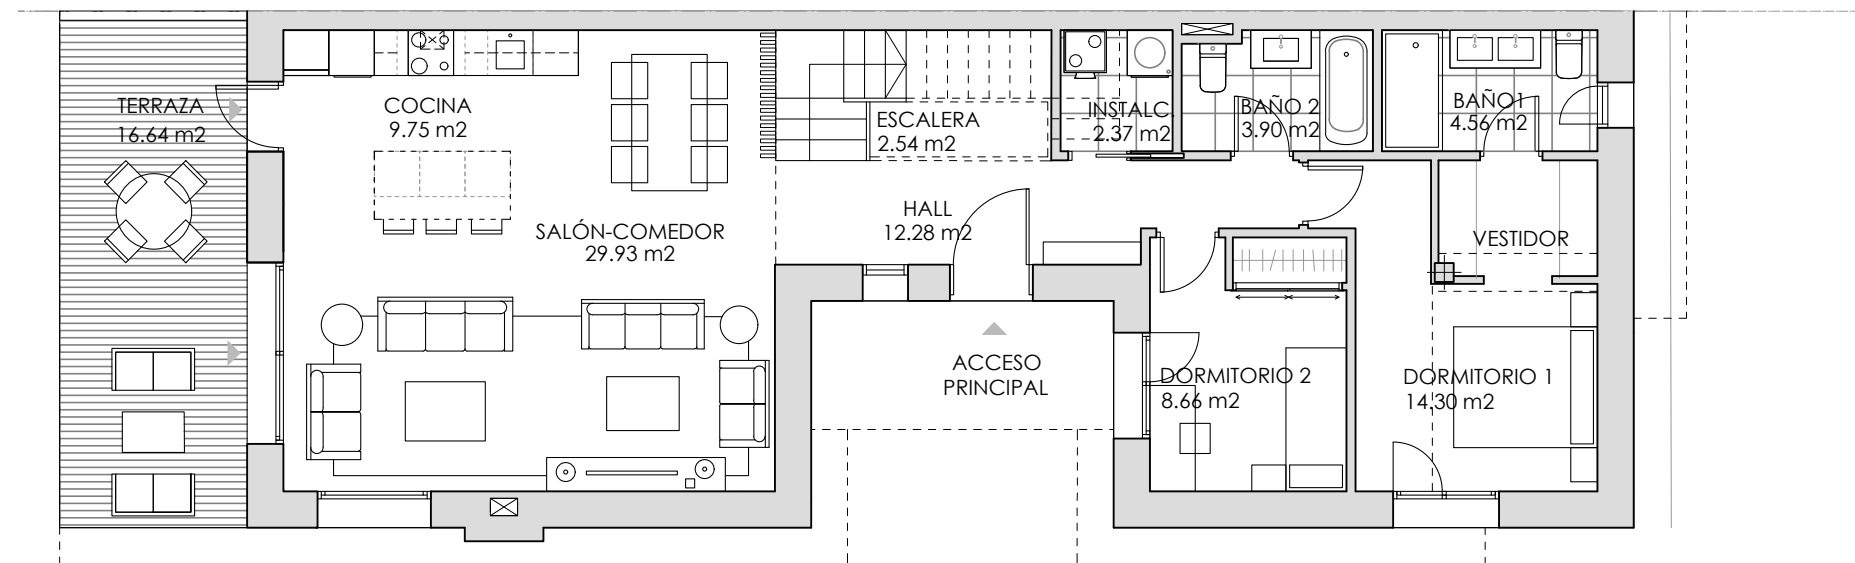 TERRAZA
16.64 m2
COCINA
9.75 m2
SALÓN-COMEDOR
29.93 m2
ESCALERA
2.54 m2
HALL
12.28 m2
INSTALC.
2.37 m2
BAÑO 2
3.90 m2
BAÑO1
4.56 m2
VESTIDOR
ACCESO
PRINCIPAL
DORMITORIO 2
8.66 m2
DORMITORIO 1
14.30 m2